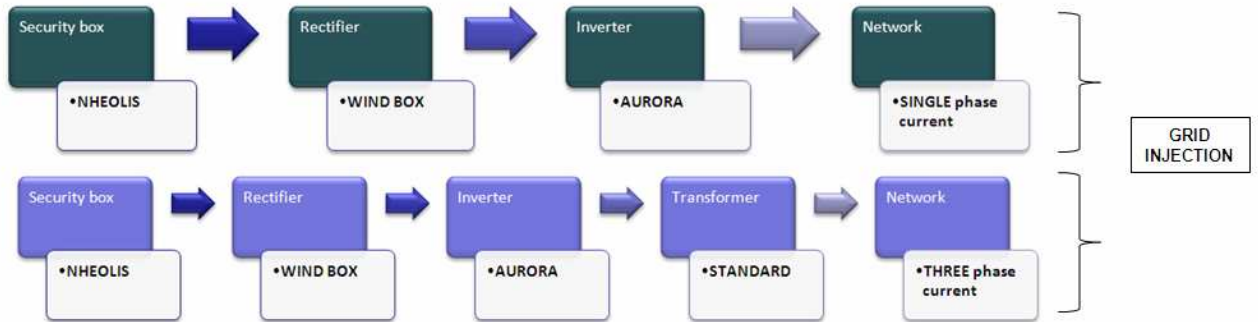 Security box
Rectifier
Inverter
Network
•NHEOLIS
•WIND BOX
•AURORA
•SINGLE phase
current
GRID
INJECTION
Security box
Rectifier
Inverter
Transformer
Network
•NHEOLIS
•WIND BOX
•AURORA
•STANDARD
•THREE phase
current